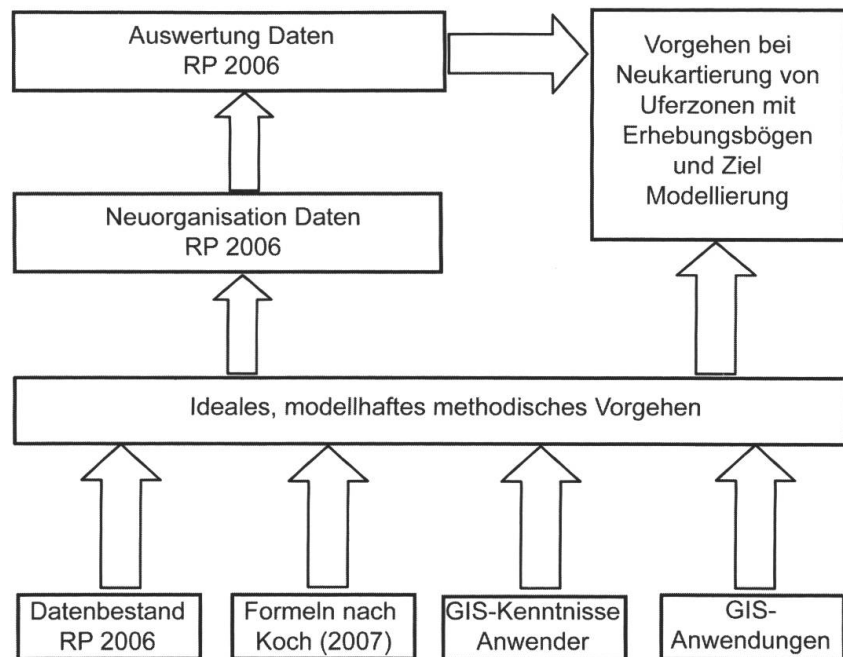 Auswertung Daten
RP 2006
Vorgehen bei
Neukartierung von
Uferzonen mit
Erhebungsbögen
und Ziel
Modellierung
Neuorganisation Daten
RP 2006
Ideales, modellhaftes methodisches Vorgehen
Datenbestand
RP 2006
Formeln nach
Koch (2007)
GIS-Kenntnisse
Anwender
GIS-
Anwendungen